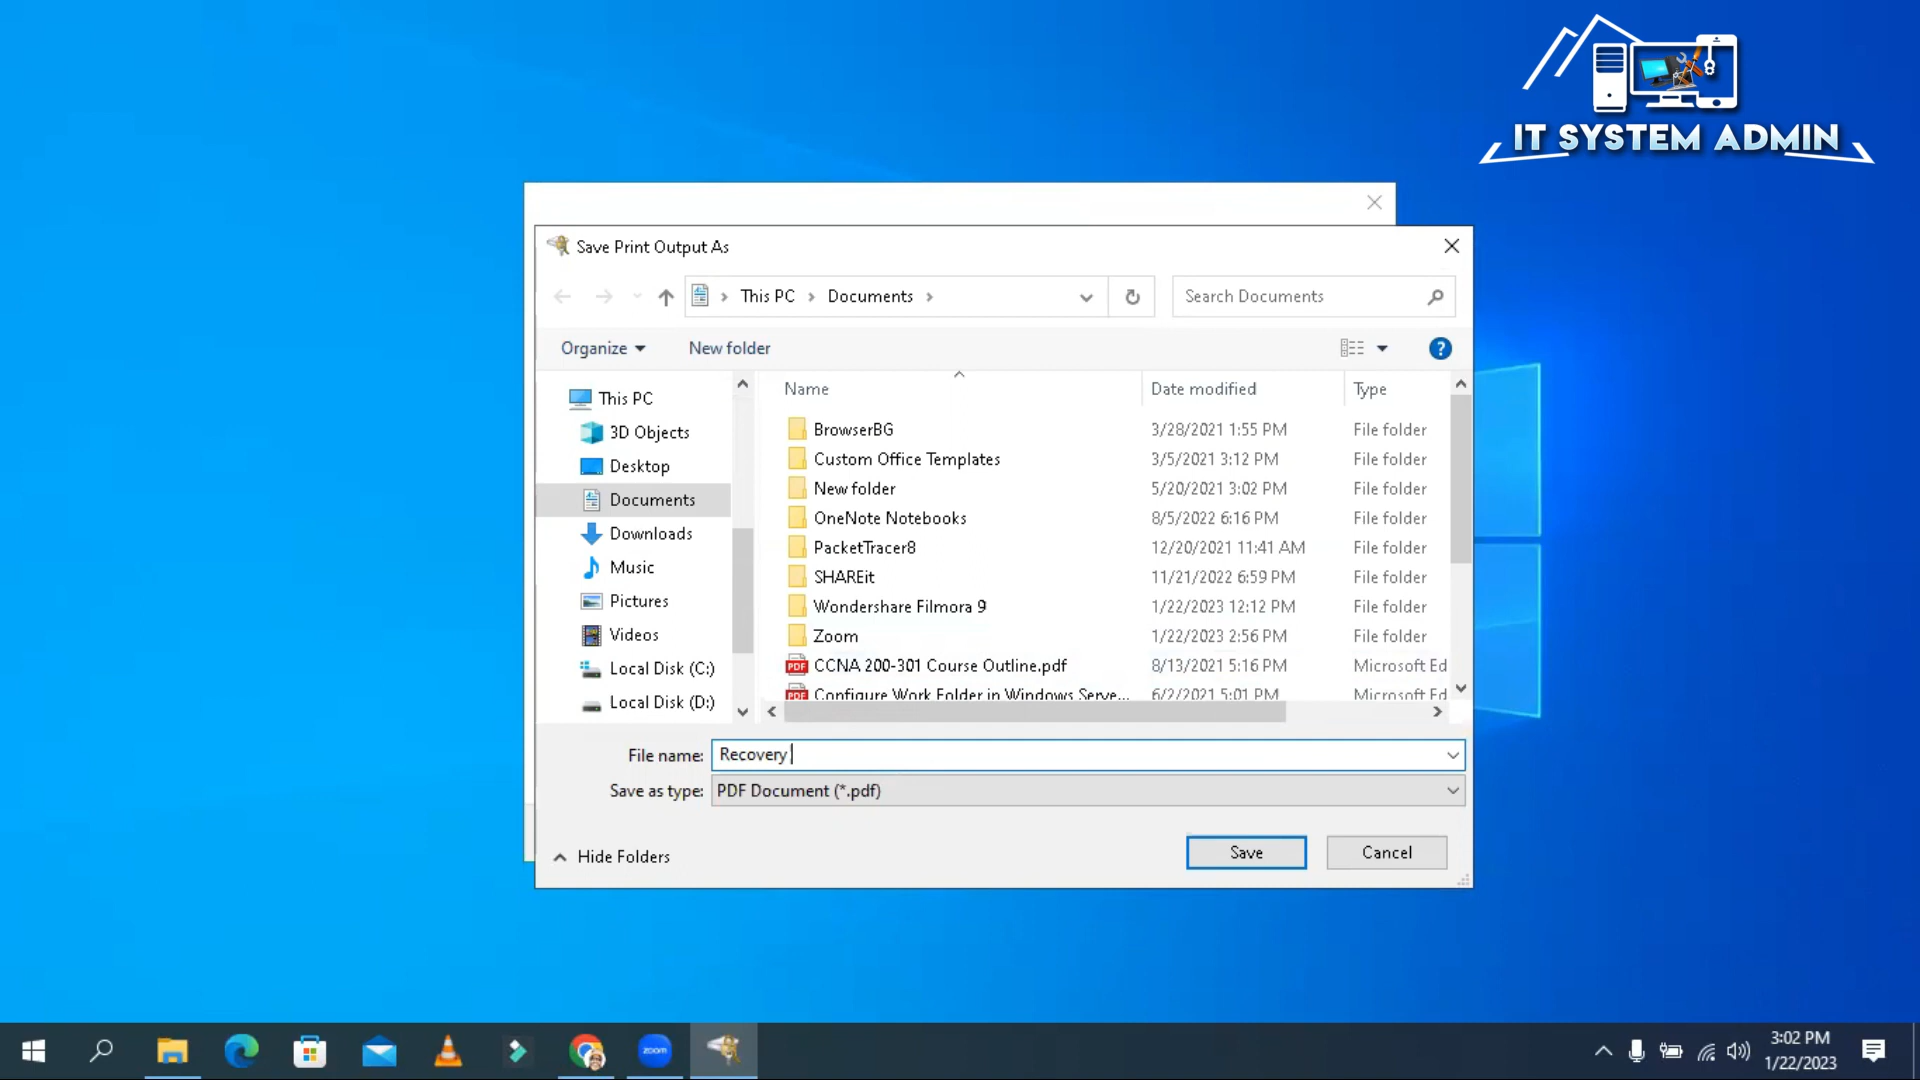 IT SYSTEM ADMIN
Save Print Output As
This PC > Documents >
Search Documents
Organize
New folder
?
Name
Date modified
Type
This PC
3D Objects
Desktop
Documents
Downloads
Music
Pictures
Videos
Local Disk (C:)
Local Disk (D:)
BrowserBG 3/28/2021 1:55 PM File folder
Custom Office Templates 3/5/2021 3:12 PM File folder
New folder 5/20/2021 3:02 PM File folder
OneNote Notebooks 8/5/2022 6:16 PM File folder
PacketTracer8 12/20/2021 11:41 AM File folder
SHAREit 11/21/2022 6:59 PM File folder
Wondershare Filmora 9 1/22/2023 12:12 PM File folder
Zoom 1/22/2023 2:56 PM File folder
PDF CCNA 200-301 Course Outline.pdf 8/13/2021 5:16 PM Microsoft Ed
PDF Configure Work Folder in Windows Serve... 6/2/2021 5:01 PM Microsoft Ed
File name: Recovery
Save as type: PDF Document (*.pdf)
Hide Folders
Save
Cancel
zoom
3:02 PM
1/22/2023